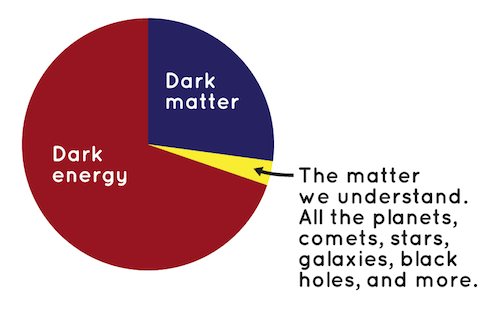 Dark
matter
Dark
energy
The matter
we understand.
All the planets,
comets, stars,
galaxies, black
holes, and more.